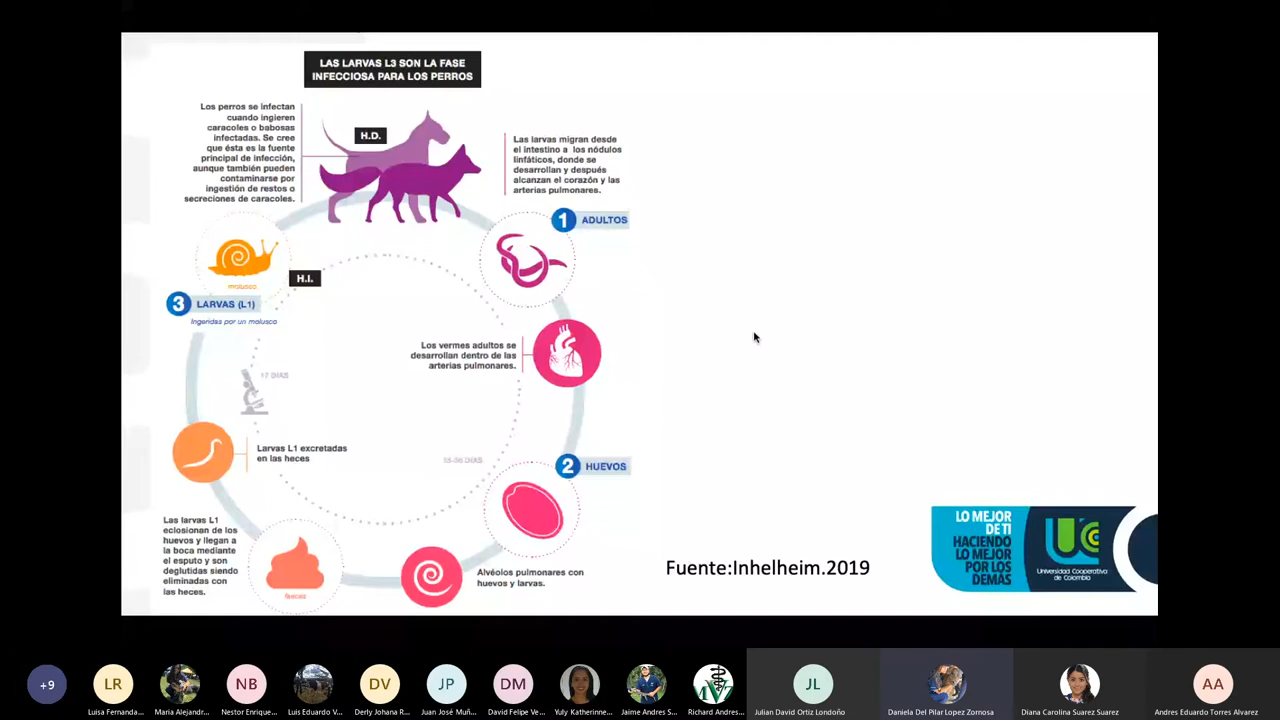 LAS LARVAS L3 SON LA FASE
INFECCIOSA PARA LOS PERROS
Los perros se infectan
cuando ingieren
caracoles o babosas
infectadas. Se cree
que ésta es la fuente
principal de infección,
aunque también pueden
contaminarse por
ingestión de restos o
secreciones de caracoles.
H.D.
Las larvas migran desde
el intestino a los nódulos
linfáticos, donde se
desarrollan y después
alcanzan el corazón y las
arterias pulmonares.
1 ADULTOS
molusco
H.I.
3 LARVAS (L1)
Ingeridas por un molusco
Los vermes adultos se
desarrollan dentro de las
arterias pulmonares.
DIAS
Larvas L1 excretadas
en las heces
DIAS
2 HUEVOS
Las larvas L1
eclosionan de los
huevos y llegan a
la boca mediante
el esputo y son
deglutidas siendo
eliminadas con
las heces.
faeces
Alvéolos pulmonares con
huevos y larvas.
Fuente:Inhelheim.2019
LO MEJOR
DE TI
HACIENDO
LO MEJOR
POR LOS
DEMÁS
Universidad Cooperativa
de Colombia
+9
LR
NB
DV
JP
DM
MVZ
JL
AA
Luisa Fernanda...
Maria Alejandr...
Nestor Enrique...
Luis Eduardo V...
Derly Johana R...
Juan José Muñ...
David Felipe Ve...
Yuly Katherinne...
Jaime Andres S...
Richard Andres...
Julian David Ortiz Londoño
Daniela Del Pilar Lopez Zornosa
Diana Carolina Suarez Suarez
Andres Eduardo Torres Alvarez